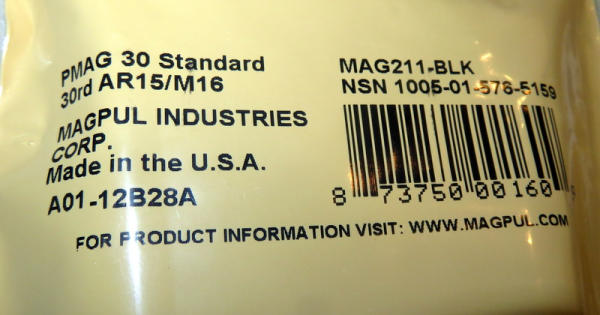 PMAG 30 Standard
30rd AR15/M16
MAGPUL INDUSTRIES
CORP.
Made in the U.S.A.
A01-12B28A
MAG211-BLK
NSN 1005-01-576-5159
8 73750 00160 9
FOR PRODUCT INFORMATION VISIT: WWW.MAGPUL.COM